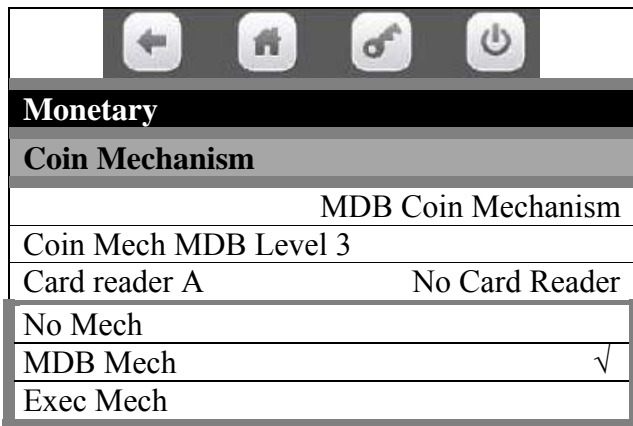 Monetary
Coin Mechanism
MDB Coin Mechanism
Coin Mech MDB Level 3
Card reader A No Card Reader
No Mech
MDB Mech √
Exec Mech